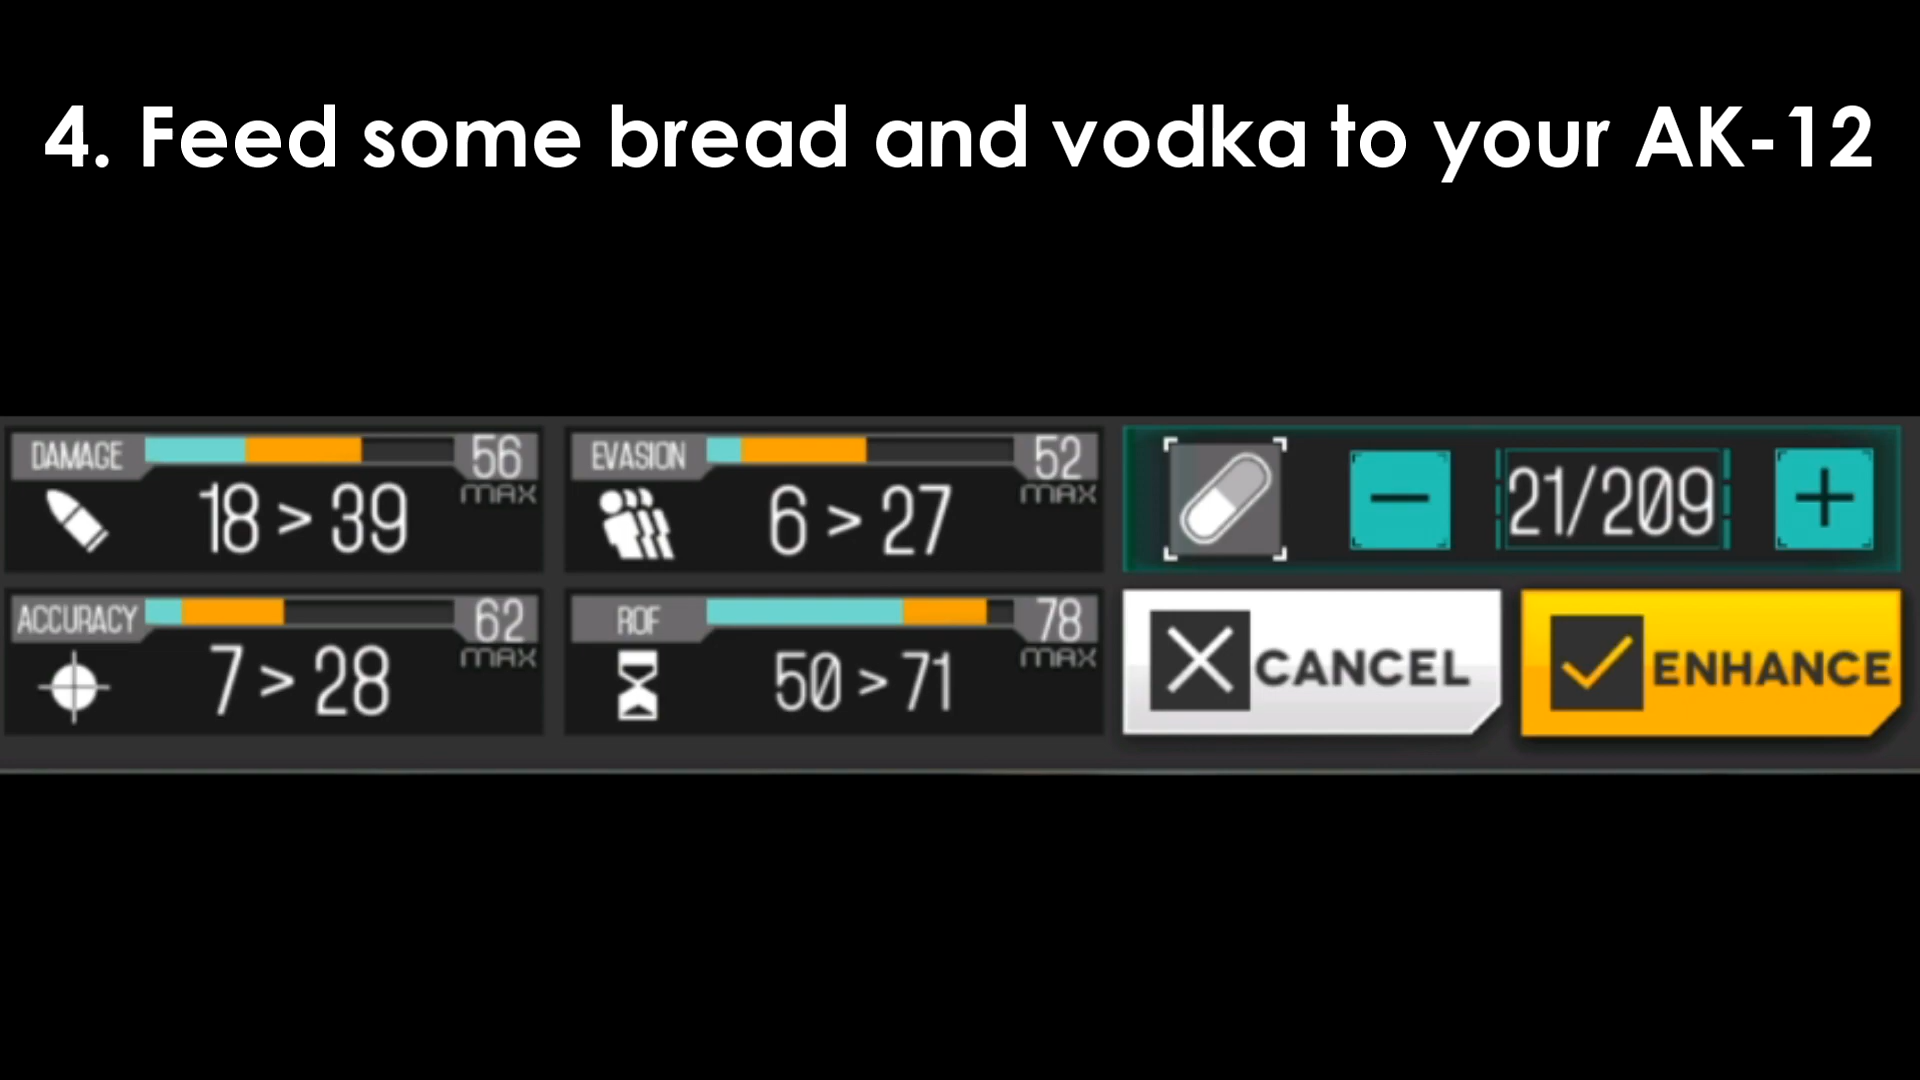 4. Feed some bread and vodka to your AK-12
DAMAGE 56 MAX
18 > 39
EVASION 52 MAX
6 > 27
21/209
ACCURACY 62 MAX
7 > 28
ROF 78 MAX
50 > 71
CANCEL
ENHANCE